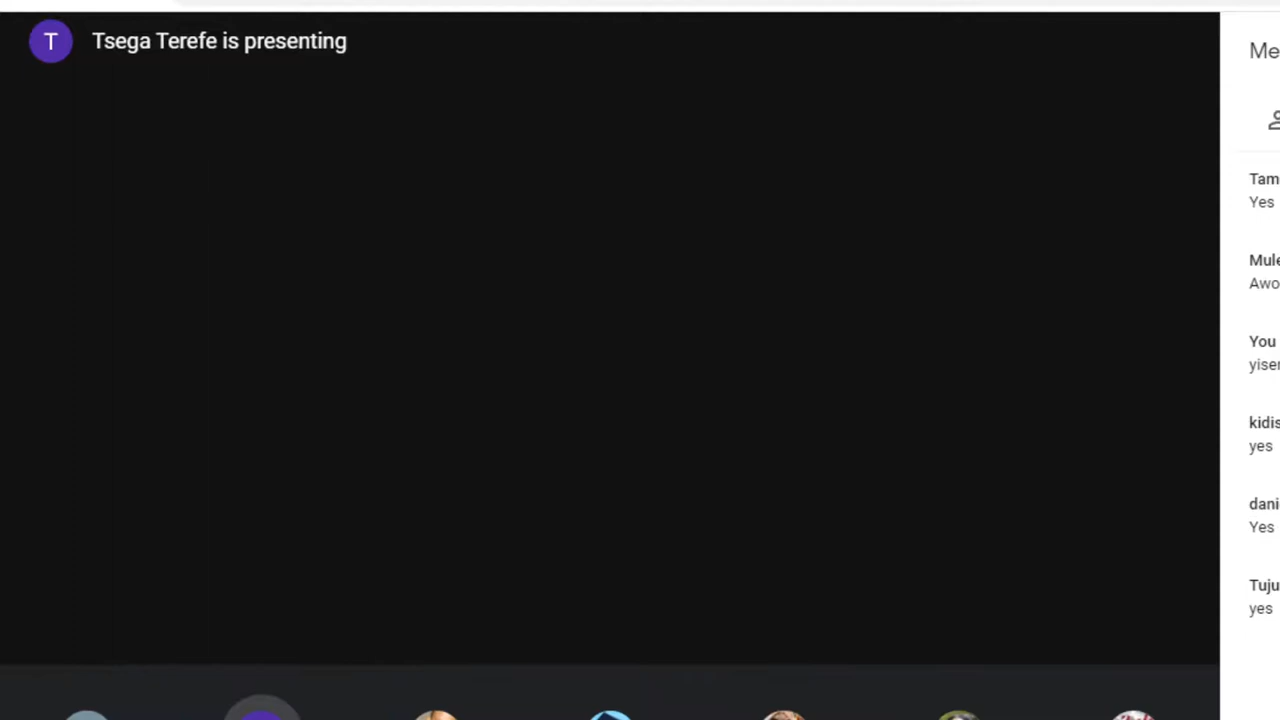 T
Tsega Terefe is presenting
Me
Tam
Yes
Mule
Awo
You
yiser
kidis
yes
dani
Yes
Tuju
yes